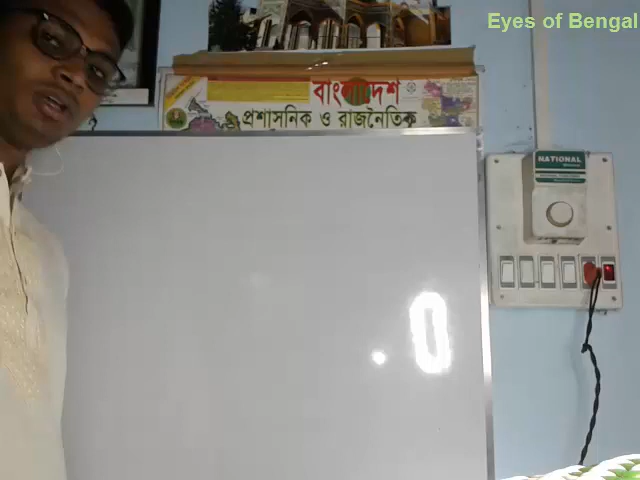 Eyes of Bengal
বাংলাদেশ
প্রশাসনিক ও রাজনৈতিক
NATIONAL